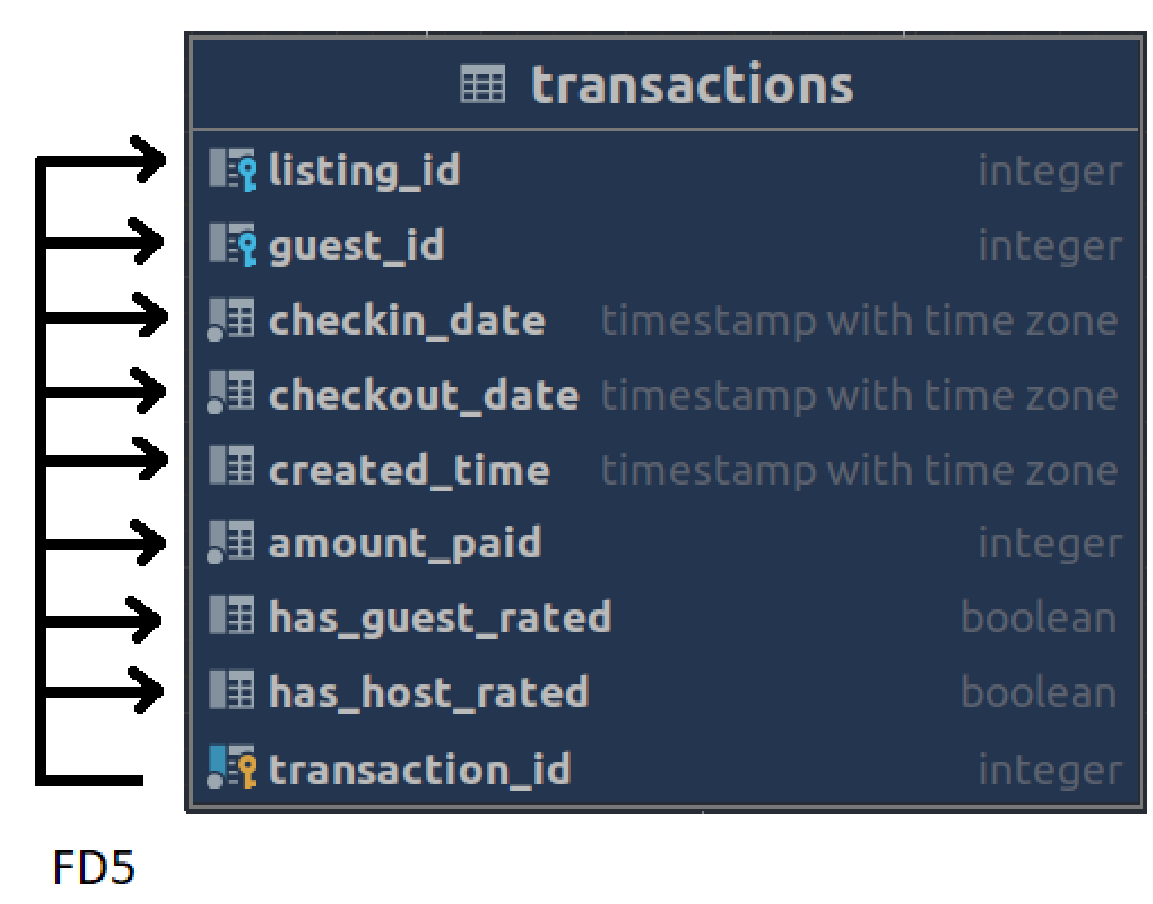 transactions
listing_id integer
guest_id integer
checkin_date timestamp with time zone
checkout_date timestamp with time zone
created_time timestamp with time zone
amount_paid integer
has_guest_rated boolean
has_host_rated boolean
transaction_id integer
FD5